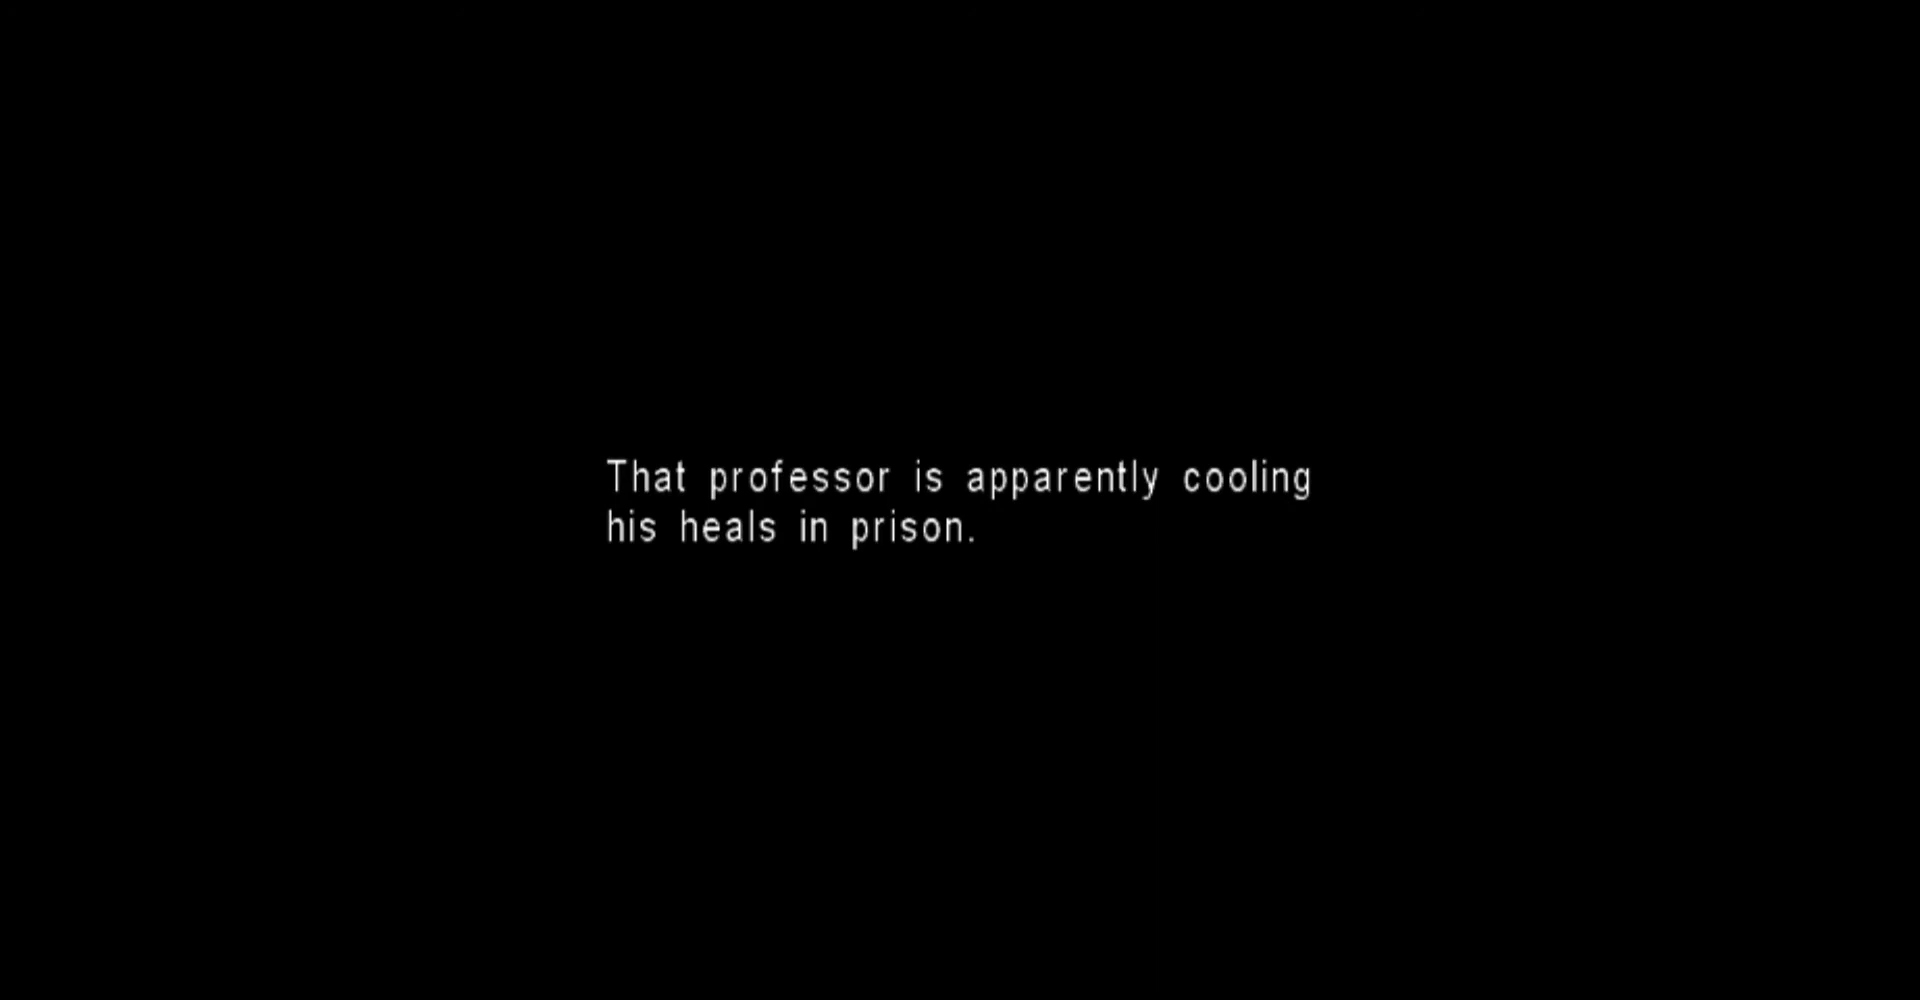 That professor is apparently cooling
his heals in prison.